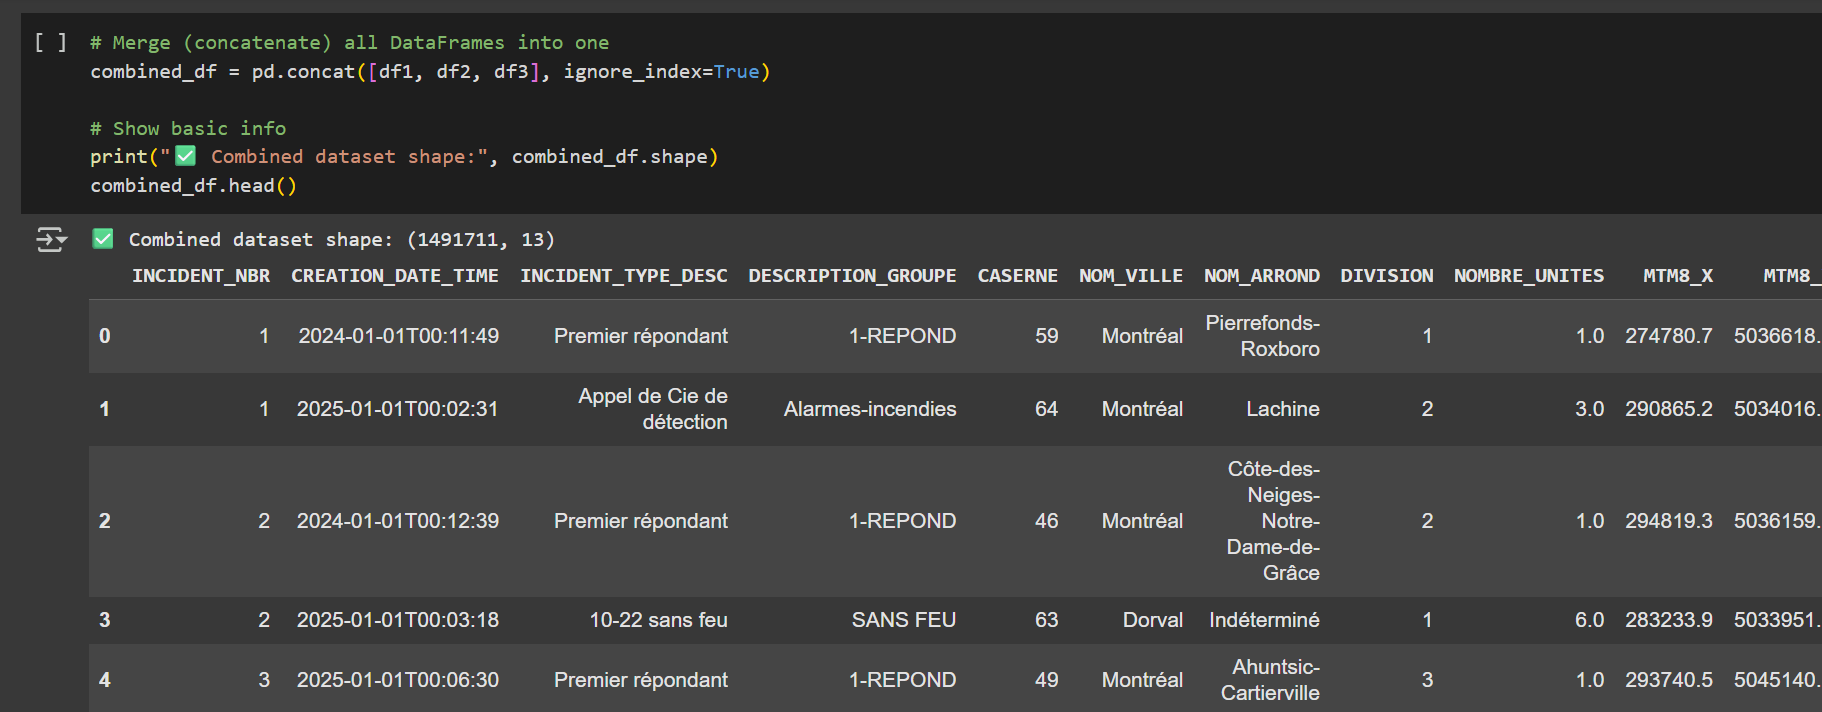 [ ] # Merge (concatenate) all DataFrames into one
combined_df = pd.concat([df1, df2, df3], ignore_index=True)
# Show basic info
print("✅ Combined dataset shape:", combined_df.shape)
combined_df.head()
✅ Combined dataset shape: (1491711, 13)
INCIDENT_NBR CREATION_DATE_TIME INCIDENT_TYPE_DESC DESCRIPTION_GROUPE CASERNE NOM_VILLE NOM_ARROND DIVISION NOMBRE_UNITES MTM8_X MTM8_
0 1 2024-01-01T00:11:49 Premier répondant 1-REPOND 59 Montréal Pierrefonds-
Roxboro 1 1.0 274780.7 5036618.
1 1 2025-01-01T00:02:31 Appel de Cie de
détection Alarmes-incendies 64 Montréal Lachine 2 3.0 290865.2 5034016.
2 2 2024-01-01T00:12:39 Premier répondant 1-REPOND 46 Montréal Côte-des-
Neiges-
Notre-
Dame-de-
Grâce 2 1.0 294819.3 5036159.
3 2 2025-01-01T00:03:18 10-22 sans feu SANS FEU 63 Dorval Indéterminé 1 6.0 283233.9 5033951.
4 3 2025-01-01T00:06:30 Premier répondant 1-REPOND 49 Montréal Ahuntsic-
Cartierville 3 1.0 293740.5 5045140.